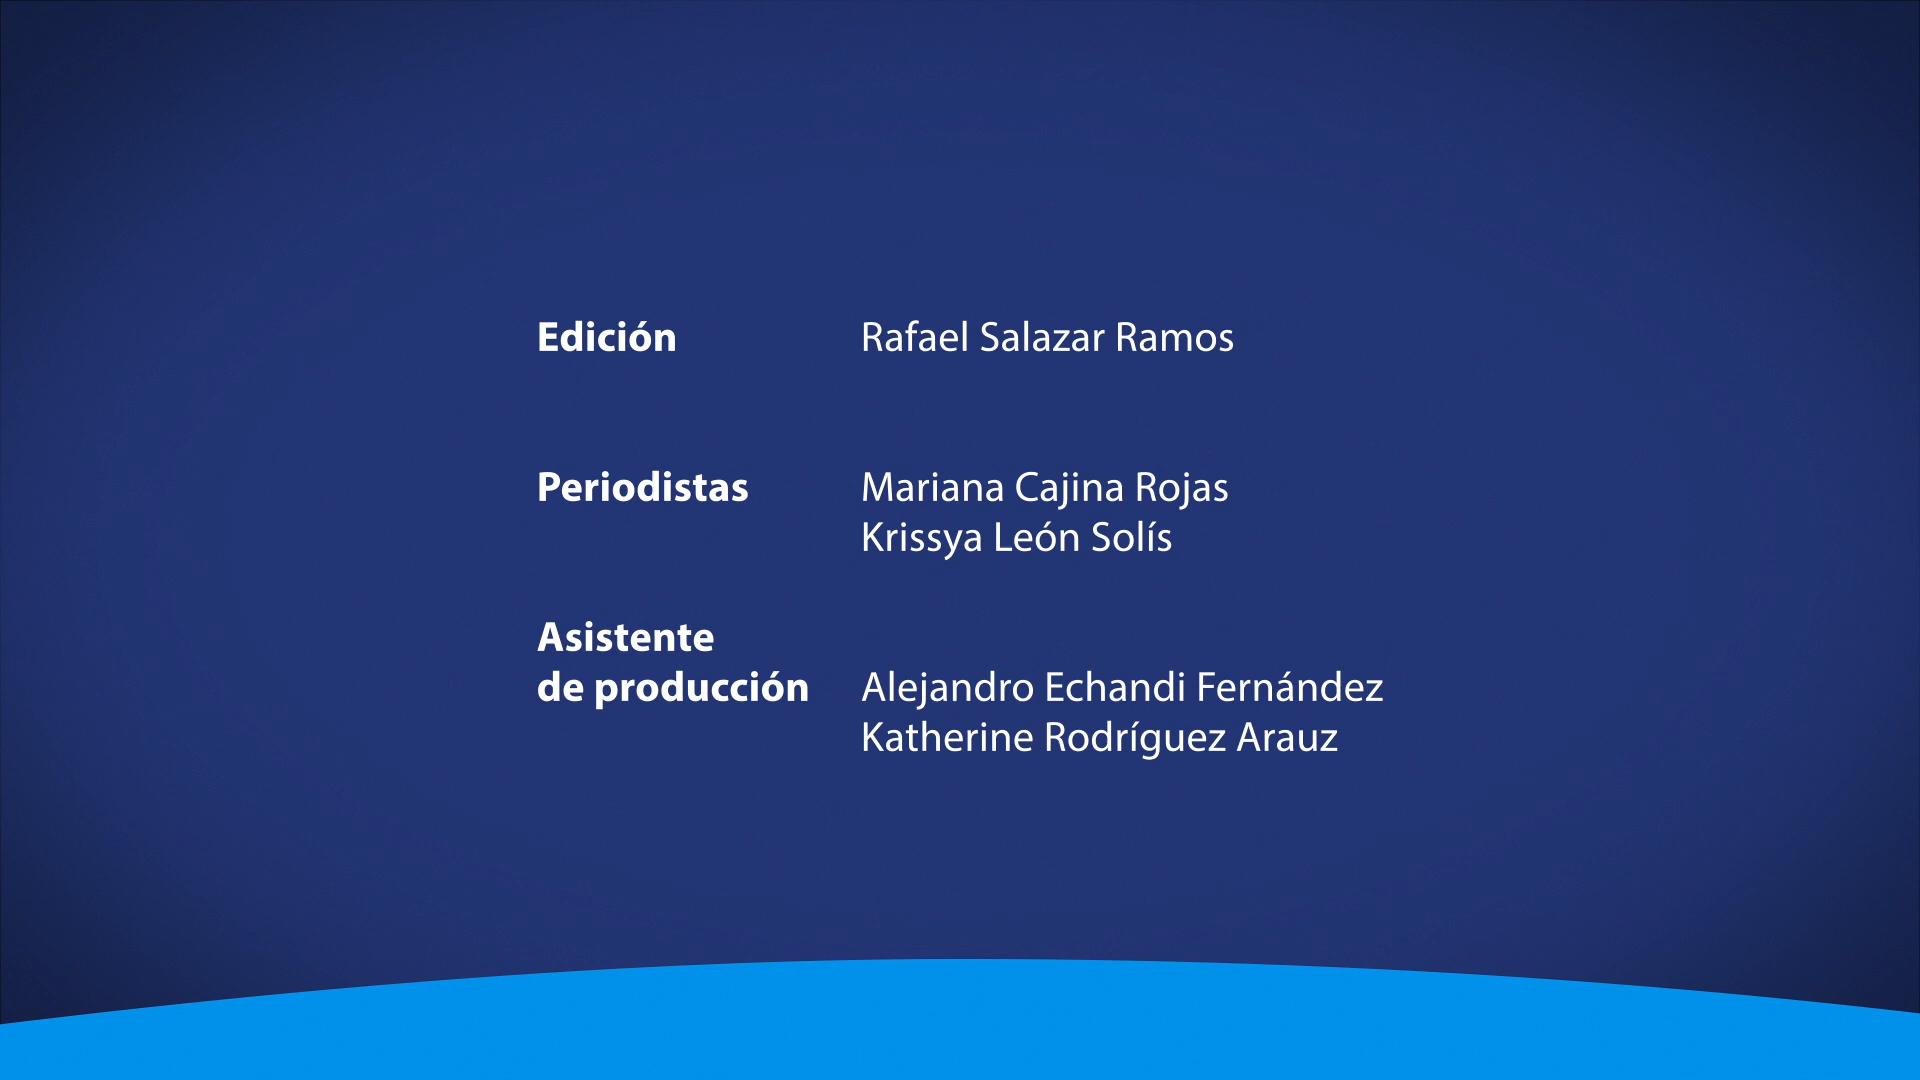 Edición Rafael Salazar Ramos
Periodistas Mariana Cajina Rojas
Krissya León Solís
Asistente
de producción Alejandro Echandi Fernández
Katherine Rodríguez Arauz